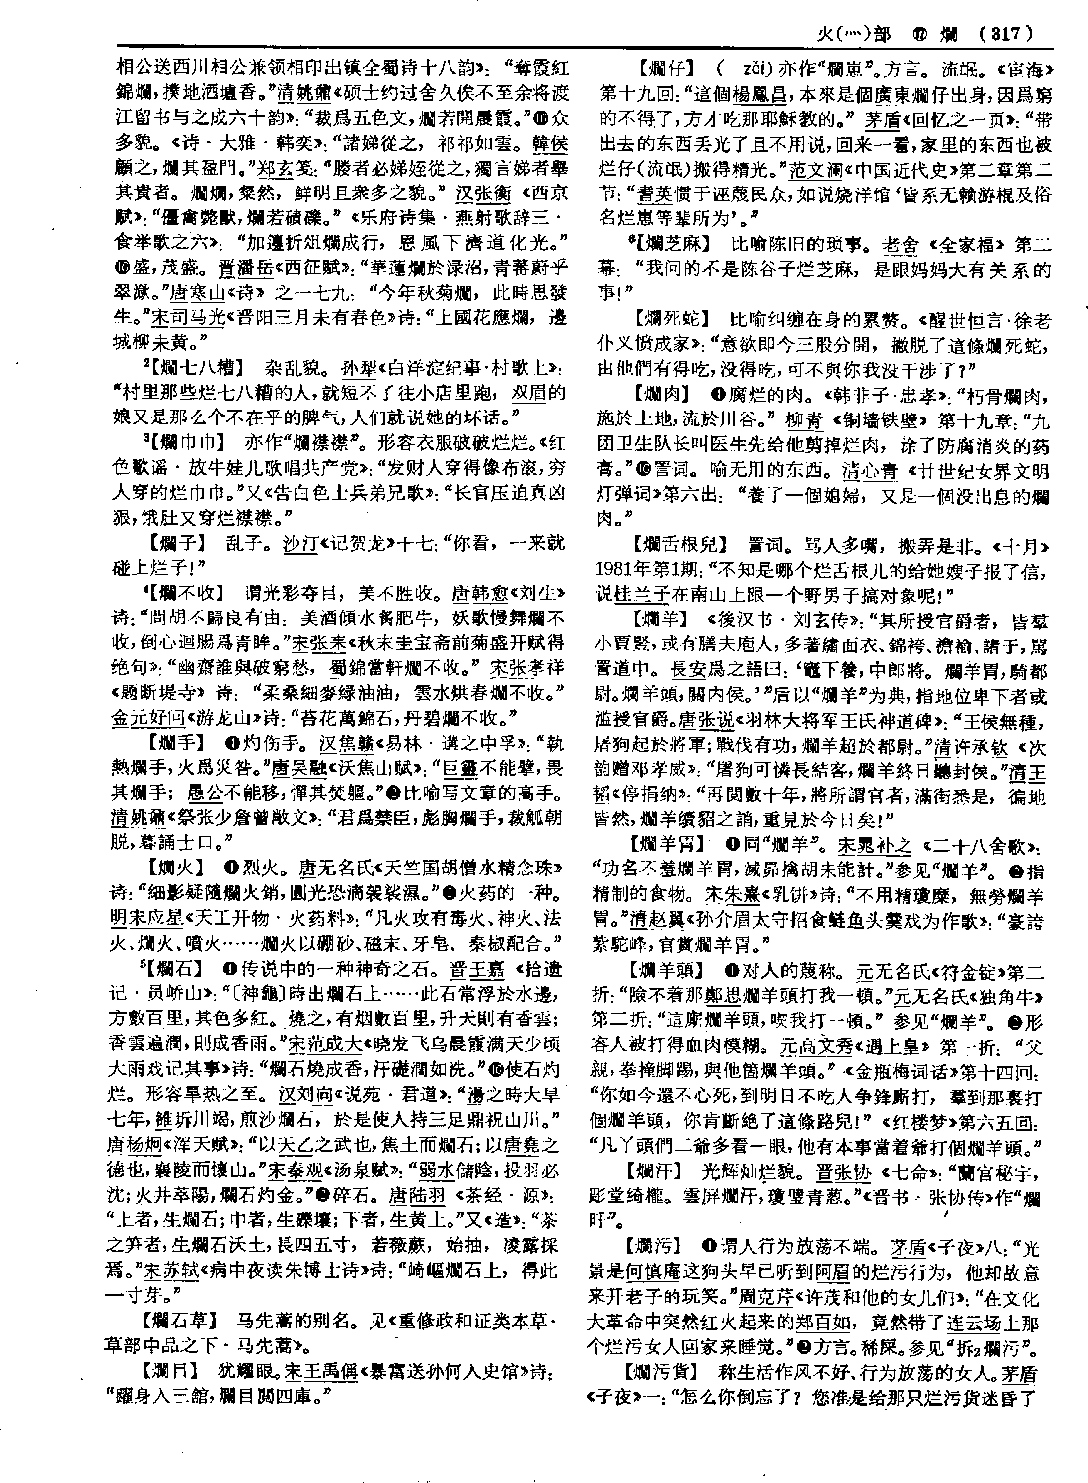 火(灬)部 ⑰ 爛 (317)
相公送西川相公兼领相印出镇全蜀诗十八韵》：“奪霞紅
錦爛，撲地酒壚香。”清姚鼐《硕士约过舍久俟不至余将渡
江留书与之成六十韵》：“裁爲五色文，爛若開晨霞。”⑪众
多貌。《诗·大雅·韩奕》：“諸娣從之，祁祁如雲。韓侯
顧之，爛其盈門。”郑玄笺：“媵者必娣姪從之，獨言娣者舉
其貴者。爛爛，粲然，鮮明且衆多之貌。”汉张衡《西京
赋》：“僵禽斃獸，爛若磧礫。”《乐府诗集·燕射歌辞三·
食举歌之六》：“加籩折俎爛成行，恩風下濟道化光。”
⑫盛，茂盛。晋潘岳《西征赋》：“華蓮爛於渌沼，青蕃蔚乎
翠瀲。”唐寒山《诗》之一七九：“今年秋菊爛，此時思發
生。”宋司马光《晋阳三月未有春色》诗：“上國花應爛，邊
城柳未黄。”
²【爛七八糟】 杂乱貌。孙犁《白洋淀纪事·村歌上》：
“村里那些烂七八糟的人，就短不了往小店里跑，双眉的
娘又是那么个不在乎的脾气，人们就说她的坏话。”
³【爛巾巾】 亦作“爛襟襟”。形容衣服破破烂烂。《红
色歌谣·放牛娃儿歌唱共产党》：“发财人穿得像布滚，穷
人穿的烂巾巾。”又《告白色士兵弟兄歌》：“长官压迫真凶
狠，饿肚又穿烂襟襟。”
【爛子】 乱子。沙汀《记贺龙》十七：“你看，一来就
碰上烂子！”
⁴【爛不收】 谓光彩夺目，美不胜收。唐韩愈《刘生》
诗：“問胡不歸良有由，美酒傾水炙肥牛，妖歌慢舞爛不
收，倒心迴腸爲青眸。”宋张耒《秋末圭宝斋前菊盛开赋得
绝句》：“幽齋誰與破窮愁，蜀錦當軒爛不收。”宋张孝祥
《题断堤寺》诗：“柔桑細麥緑油油，雲水烘春爛不收。”
金元好问《游龙山》诗：“苔花萬錦石，丹碧爛不收。”
【爛手】 ❶灼伤手。汉焦赣《易林·巽之中孚》：“執
熱爛手，火爲災咎。”唐吴融《沃焦山赋》：“巨靈不能擘，畏
其爛手；愚公不能移，憚其焚軀。”❷比喻写文章的高手。
清姚鼐《祭张少詹曾敞文》：“君爲禁臣，彪胸爛手，裁觚朝
脱，暮誦士口。”
【爛火】 ❶烈火。唐无名氏《天竺国胡僧水精念珠》
诗：“細影疑隨爛火銷，圓光恐滴袈裟濕。”❷火药的一种。
明宋应星《天工开物·火药料》：“凡火攻有毒火、神火、法
火、爛火、噴火……爛火以硼砂、磁末、牙皂、秦椒配合。”
⁵【爛石】 ❶传说中的一种神奇之石。晋王嘉《拾遗
记·员峤山》：“〔神龜〕時出爛石上……此石常浮於水邊，
方數百里，其色多紅。燒之，有烟數百里，升天則有香雲；
香雲遍潤，則成香雨。”宋范成大《晓发飞乌晨霞满天少顷
大雨戏记其事》诗：“爛石燒成香，汗礎潤如洗。”⑯使石灼
烂。形容旱热之至。汉刘向《说苑·君道》：“湯之時大旱
七年，雒坼川竭，煎沙爛石，於是使人持三足鼎祝山川。”
唐杨炯《浑天赋》：“以天乙之武也，焦土而爛石；以唐堯之
德也，襄陵而懷山。”宋秦观《汤泉赋》：“弱水儲陰，投羽必
沈；火井萃陽，爛石灼金。”❷碎石。唐陆羽《茶经·源》：
“上者，生爛石；中者，生礫壤；下者，生黄土。”又《造》：“茶
之笋者，生爛石沃土，長四五寸，若薇蕨，始抽，凌露採
焉。”宋苏轼《病中夜读朱博士诗》诗：“崎嶇爛石上，得此
一寸芽。”
【爛石草】 马先蒿的别名。见《重修政和证类本草·
草部中品之下·马先蒿》。
【爛目】 犹耀眼。宋王禹偁《暴富送孙何入史馆》诗：
“躍身入三館，爛目閲四庫。”
【爛仔】 ( zǎi)亦作“爛崽”。方言。流氓。《宦海》
第十九回：“這個楊鳳昌，本來是個廣東爛仔出身，因爲窮
的不得了，方才吃那耶穌教的。”茅盾《回忆之一页》：“带
出去的东西丢光了且不用说，回来一看，家里的东西也被
烂仔(流氓)搬得精光。”范文澜《中国近代史》第二章第二
节：“耆英惯于诬蔑民众，如说烧洋馆‘皆系无赖游棍及俗
名烂崽等辈所为’。”
⁶【爛芝麻】 比喻陈旧的琐事。老舍《全家福》第二
幕：“我问的不是陈谷子烂芝麻，是跟妈妈大有关系的
事！”
【爛死蛇】 比喻纠缠在身的累赘。《醒世恒言·徐老
仆义愤成家》：“意欲即今三股分開，撇脱了這條爛死蛇，
由他們有得吃，没得吃，可不與你我没干涉了？”
【爛肉】 ❶腐烂的肉。《韩非子·忠孝》：“朽骨爛肉，
施於土地，流於川谷。”柳青《铜墙铁壁》第十九章：“九
团卫生队长叫医生先给他剪掉烂肉，涂了防腐消炎的药
膏。”⑯詈词。喻无用的东西。清心青《廿世纪女界文明
灯弹词》第六出：“養了一個媳婦，又是一個没出息的爛
肉。”
【爛舌根兒】 詈词。骂人多嘴，搬弄是非。《十月》
1981年第1期：“不知是哪个烂舌根儿的给她嫂子报了信，
说桂兰子在南山上跟一个野男子搞对象呢！”
【爛羊】 《後汉书·刘玄传》：“其所授官爵者，皆羣
小賈豎，或有膳夫庖人，多著繡面衣、錦袴、襜褕、諸于，罵
詈道中。長安爲之語曰：‘竈下養，中郎將。爛羊胃，騎都
尉。爛羊頭，關内侯。’”后以“爛羊”为典，指地位卑下者或
滥授官爵。唐张说《羽林大将军王氏神道碑》：“王侯無種，
屠狗起於將軍；戰伐有功，爛羊超於都尉。”清许承钦《次
韵赠邓孝威》：“屠狗可憐長結客，爛羊終日聽封侯。”清王
韬《停捐纳》：“再閲數十年，將所謂官者，滿街悉是，徧地
皆然，爛羊續貂之誚，重見於今日矣！”
【爛羊胃】 ❶同“爛羊”。宋晁补之《二十八舍歌》：
“功名不羞爛羊胃，滅昴擒胡未能計。”参见“爛羊”。❷指
精制的食物。宋朱熹《乳饼》诗：“不用精瓊糜，無勞爛羊
胃。”清赵翼《孙介眉太守招食鲢鱼头羹戏为作歌》：“豪誇
紫駝峰，官賞爛羊胃。”
【爛羊頭】 ❶对人的蔑称。元无名氏《符金锭》第二
折：“險不着那鄭恩爛羊頭打我一頓。”元无名氏《独角牛》
第二折：“這廝爛羊頭，喫我打一頓。”参见“爛羊”。❷形
容人被打得血肉模糊。元高文秀《遇上皇》第一折：“父
親，拳撞脚踢，與他箇爛羊頭。”《金瓶梅词话》第十四回：
“你如今還不心死，到明日不吃人争鋒厮打，羣到那裏打
個爛羊頭，你肯斷絶了這條路兒！”《红楼梦》第六五回：
“凡丫頭們二爺多看一眼，他有本事當着爺打個爛羊頭。”
【爛汗】 光辉灿烂貌。晋张协《七命》：“蘭宫秘宇，
彫堂绮櫳。雲屏爛汗，瓊璧青葱。”《晋书·张协传》作“爛
旰”。
【爛污】 ❶谓人行为放荡不端。茅盾《子夜》八：“光
景是何慎庵这狗头早已听到阿眉的烂污行为，他却故意
来开老子的玩笑。”周克芹《许茂和他的女儿们》：“在文化
大革命中突然红火起来的郑百如，竟然带了连云场上那
个烂污女人回家来睡觉。”❷方言。稀屎。参见“拆₂爛污”。
【爛污貨】 称生活作风不好、行为放荡的女人。茅盾
《子夜》一：“怎么你倒忘了？您准是给那只烂污货迷昏了